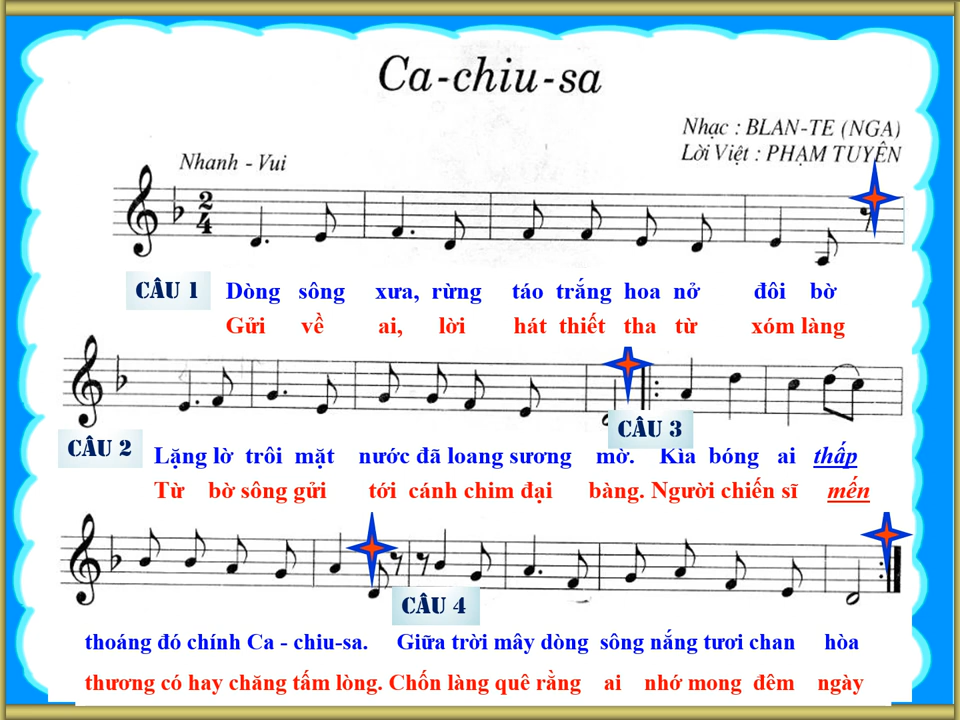 Ca-chiu-sa
Nhạc : BLAN-TE (NGA)
Lời Việt : PHẠM TUYÊN
Nhanh - Vui
2
4
CÂU 1 Dòng sông xưa, rừng táo trắng hoa nở đôi bờ
Gửi về ai, lời hát thiết tha từ xóm làng
CÂU 2 CÂU 3
Lặng lờ trôi mặt nước đã loang sương mờ. Kìa bóng ai thấp
Từ bờ sông gửi tới cánh chim đại bàng. Người chiến sĩ mến
CÂU 4
thoáng đó chính Ca - chiu-sa. Giữa trời mây dòng sông nắng tươi chan hòa
thương có hay chăng tấm lòng. Chốn làng quê rằng ai nhớ mong đêm ngày